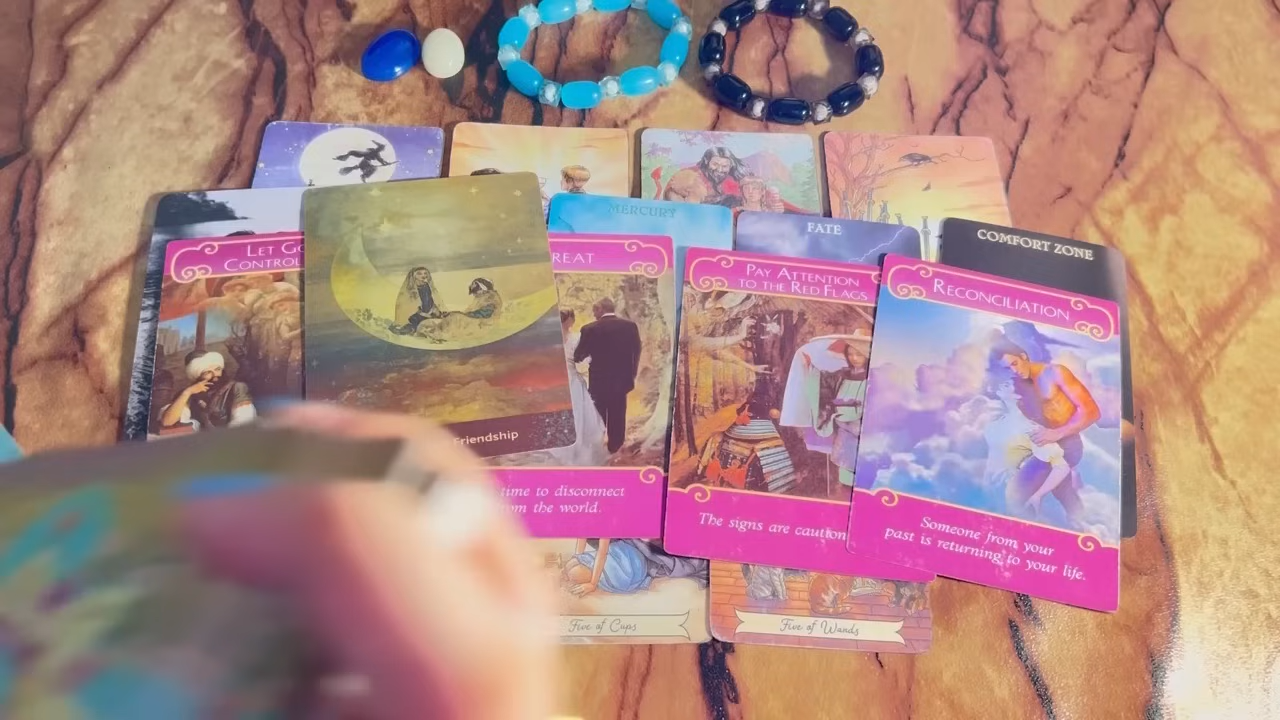 MERCURY
FATE
COMFORT ZONE
LET GO
CONTROL
REAT
PAY ATTENTION
TO THE RED FLAGS
RECONCILIATION
Friendship
time to disconnect
om the world.
The signs are caution
Someone from your
past is returning to your life.
Five of Cups
Five of Wands